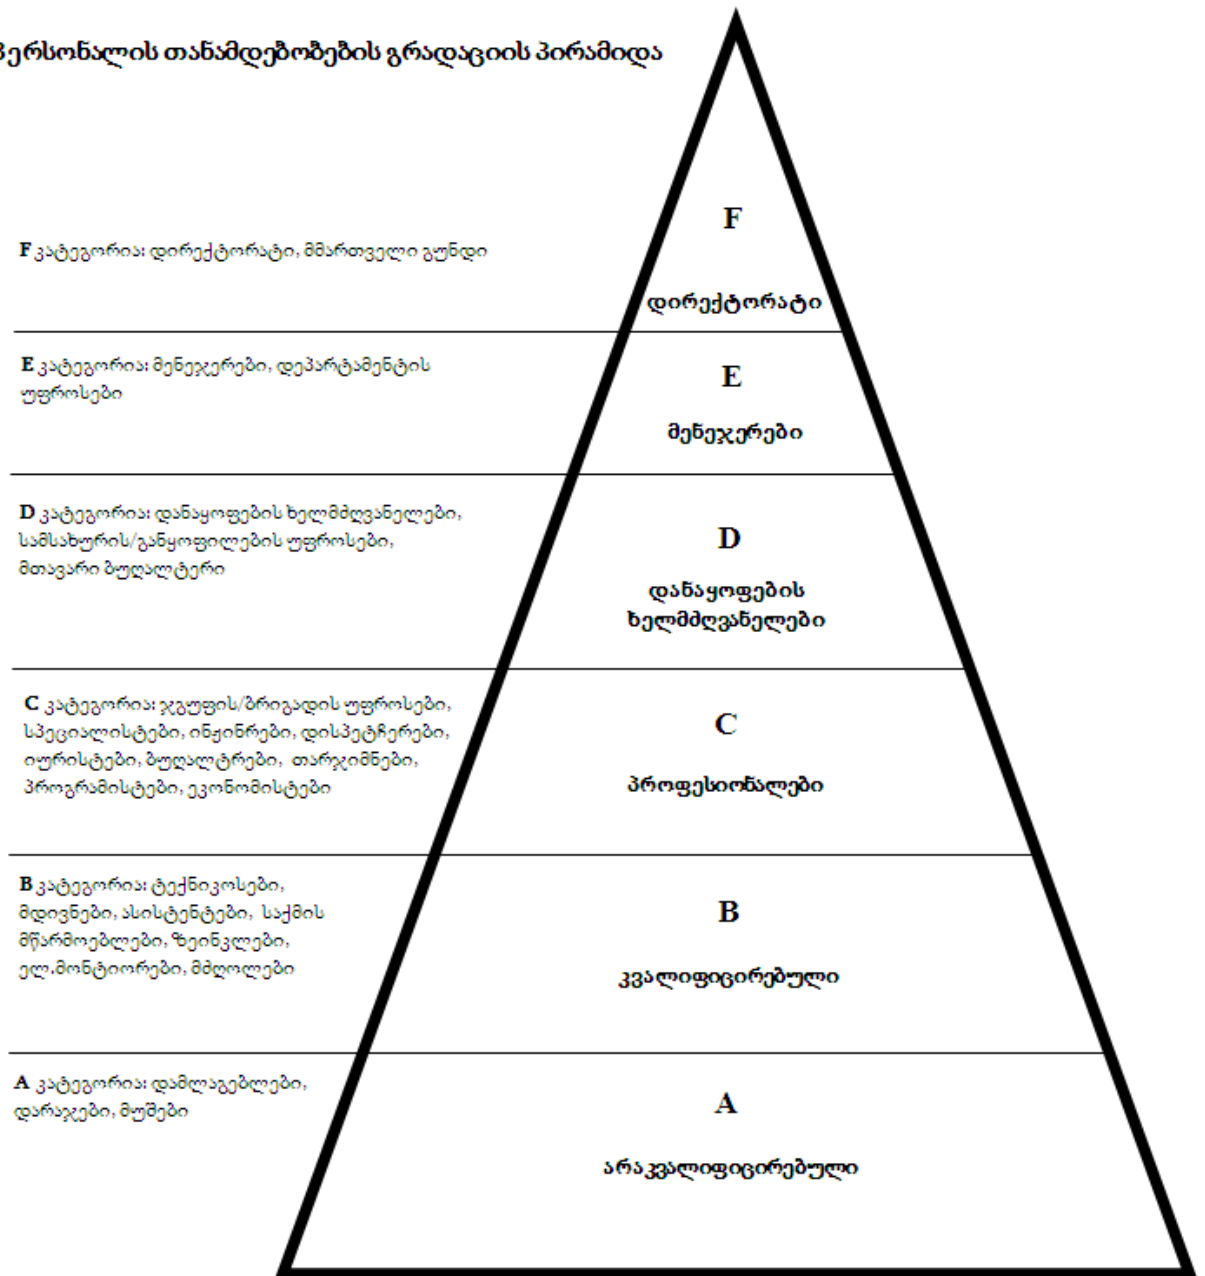 პერსონალის თანამდებობების გრადაციის პირამიდა
F
F კატეგორია: დირექტორატი, მმართველი გუნდი
დირექტორატი
E კატეგორია: მენეჯერები, დეპარტამენტის
უფროსები
E
მენეჯერები
D კატეგორია: დანაყოფების ხელმძღვანელები,
სამსახურის/განყოფილების უფროსები,
მთავარი ბუღალტერი
D
დანაყოფების
ხელმძღვანელები
C კატეგორია: ჯგუფის/ბრიგადის უფროსები,
სპეციალისტები, ინჟინრები, დისპეტჩერები,
იურისტები, ბუღალტრები, თარჯიმნები,
პროგრამისტები, ეკონომისტები
C
პროფესიონალები
B კატეგორია: ტექნიკოსები,
მდივნები, ასისტენტები, საქმის
მწარმოებლები, ზეინკლები,
ელ.მონტიორები, მძღოლები
B
კვალიფიცირებული
A კატეგორია: დამლაგებლები,
დარაჯები, მუშები
A
არაკვალიფიცირებული